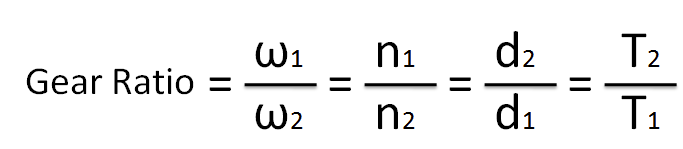 Gear Ratio = ω1/ω2 = n1/n2 = d2/d1 = T2/T1